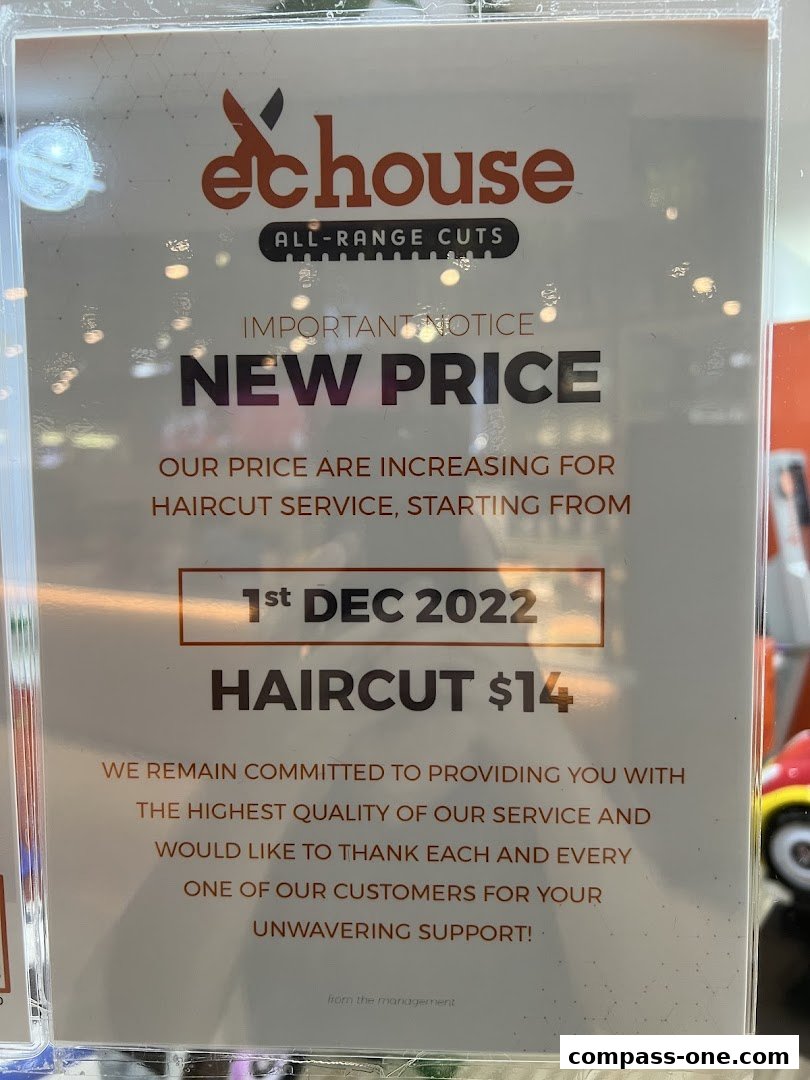 echouse
ALL-RANGE CUTS
IMPORTANT NOTICE
NEW PRICE
OUR PRICE ARE INCREASING FOR
HAIRCUT SERVICE, STARTING FROM
1st DEC 2022
HAIRCUT $14
WE REMAIN COMMITTED TO PROVIDING YOU WITH
THE HIGHEST QUALITY OF OUR SERVICE AND
WOULD LIKE TO THANK EACH AND EVERY
ONE OF OUR CUSTOMERS FOR YOUR
UNWAVERING SUPPORT!
from the management
compass-one.com